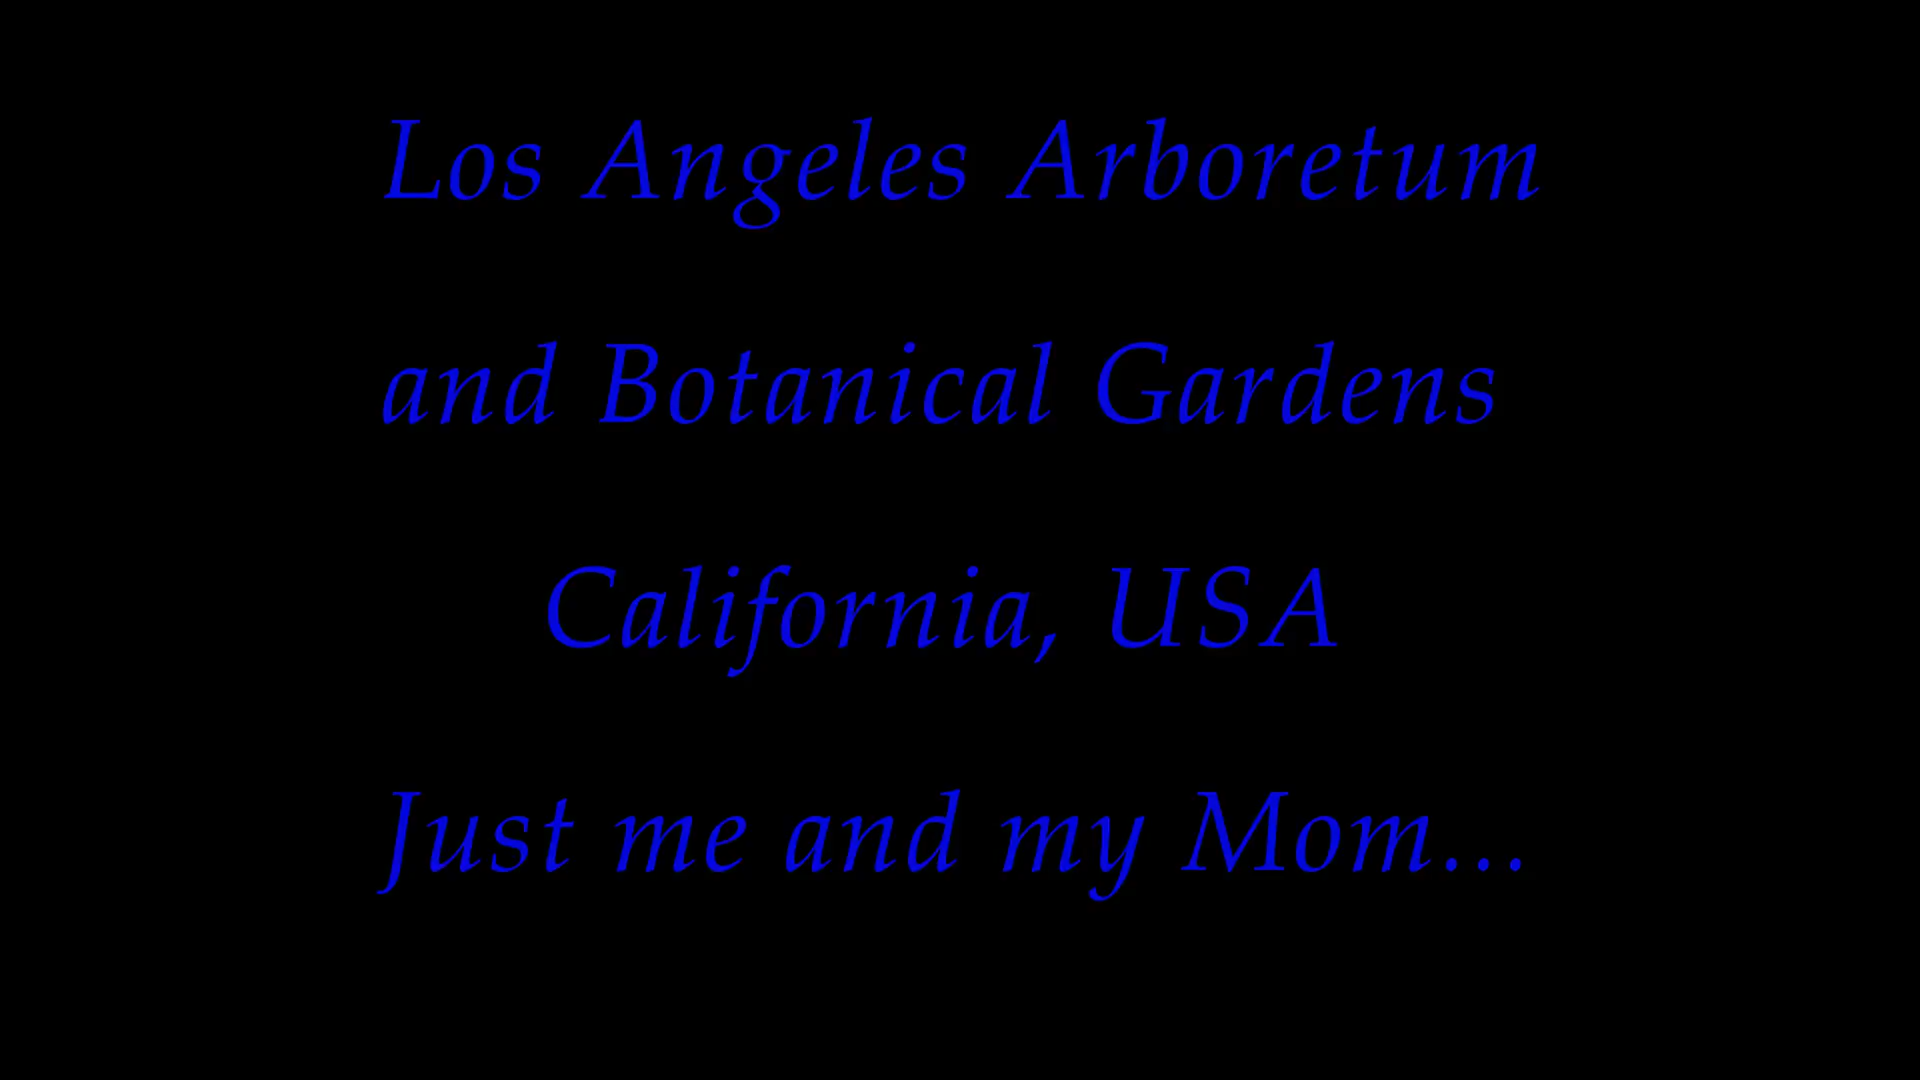 Los Angeles Arboretum
and Botanical Gardens
California, USA
Just me and my Mom...